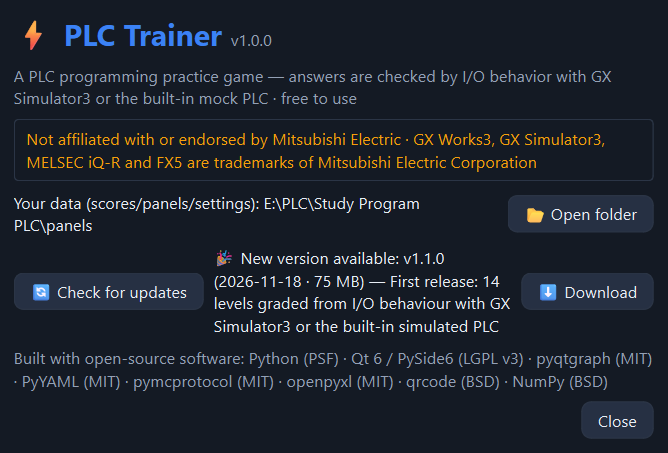 PLC Trainer v1.0.0
A PLC programming practice game — answers are checked by I/O behavior with GX
Simulator3 or the built-in mock PLC · free to use
Not affiliated with or endorsed by Mitsubishi Electric · GX Works3, GX Simulator3,
MELSEC iQ-R and FX5 are trademarks of Mitsubishi Electric Corporation
Your data (scores/panels/settings): E:\PLC\Study Program
PLC\panels
Open folder
Check for updates
New version available: v1.1.0
(2026-11-18 · 75 MB) — First release: 14
levels graded from I/O behaviour with GX
Simulator3 or the built-in simulated PLC
Download
Built with open-source software: Python (PSF) · Qt 6 / PySide6 (LGPL v3) · pyqtgraph (MIT)
· PyYAML (MIT) · pymcprotocol (MIT) · openpyxl (MIT) · qrcode (BSD) · NumPy (BSD)
Close